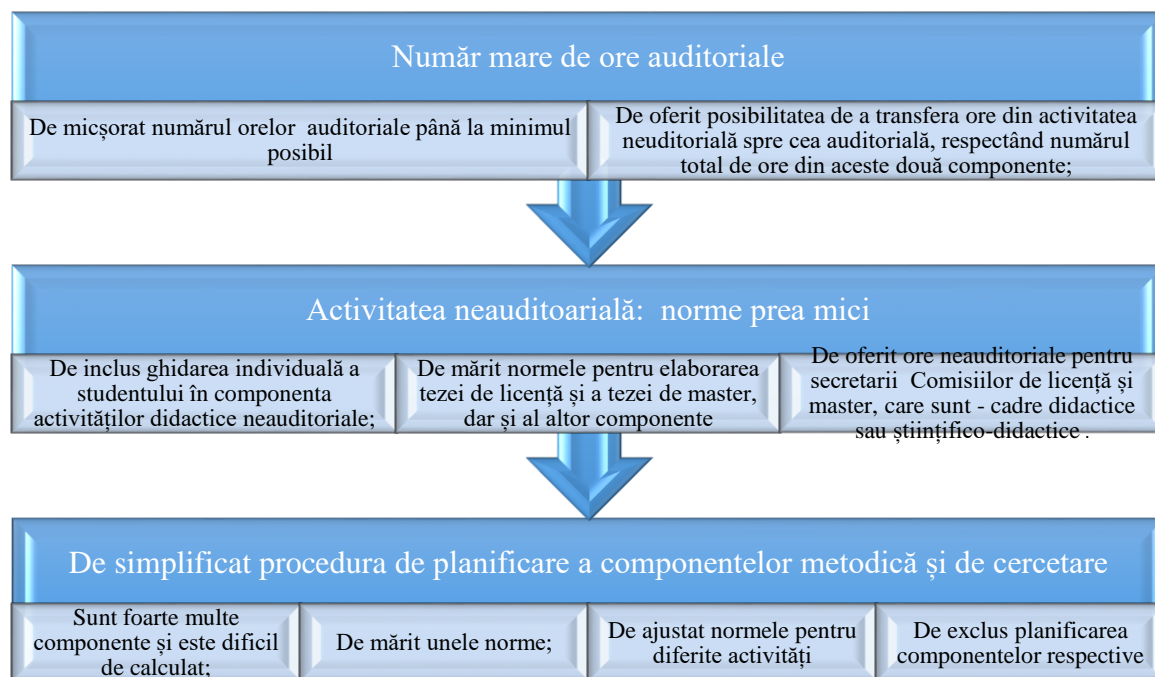 Număr mare de ore auditoriale
De micșorat numărul orelor  auditoriale până la minimul
posibil
De oferit posibilitatea de a transfera ore din activitatea
neuditorială spre cea auditorială, respectând numărul
total de ore din aceste două componente;
Activitatea neauditoarială:  norme prea mici
De inclus ghidarea individuală a
studentului în componenta
activităților didactice neauditoriale;
De mărit normele pentru elaborarea
tezei de licență și a tezei de master,
dar și al altor componente
De oferit ore neauditoriale pentru
secretarii  Comisiilor de licență și
master, care sunt - cadre didactice
sau științifico-didactice .
De simplificat procedura de planificare a componentelor metodică și de cercetare
Sunt foarte multe
componente și este dificil
de calculat;
De mărit unele norme;
De ajustat normele pentru
diferite activități
De exclus planificarea
componentelor respective